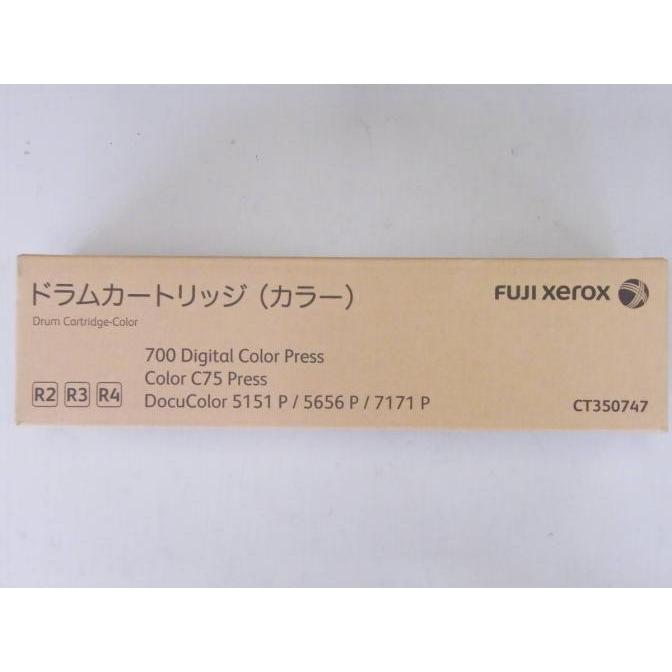 ドラムカートリッジ（カラー）
FUJI xerox
Drum Cartridge-Color
700 Digital Color Press
Color C75 Press
R2 R3 R4
DocuColor 5151 P / 5656 P / 7171 P
CT350747